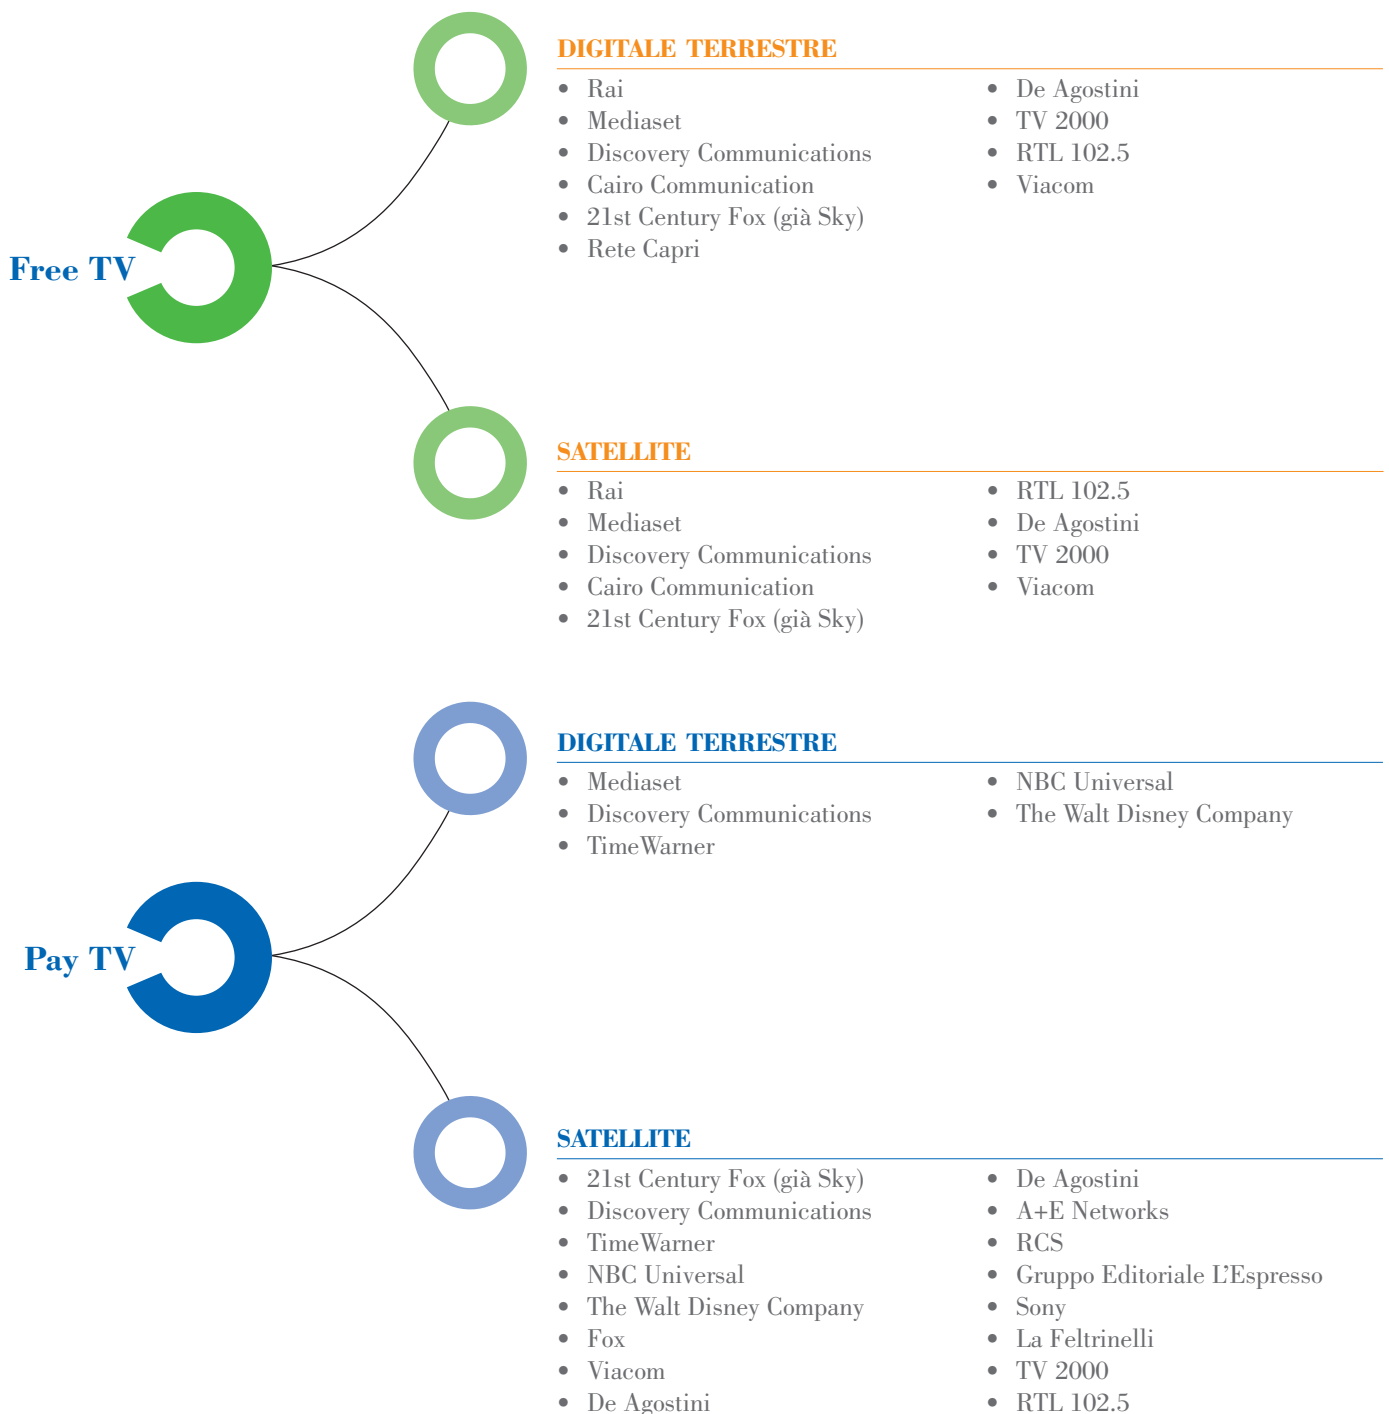 Free TV
DIGITALE TERRESTRE
• Rai
• Mediaset
• Discovery Communications
• Cairo Communication
• 21st Century Fox (già Sky)
• Rete Capri
• De Agostini
• TV 2000
• RTL 102.5
• Viacom
SATELLITE
• Rai
• Mediaset
• Discovery Communications
• Cairo Communication
• 21st Century Fox (già Sky)
• RTL 102.5
• De Agostini
• TV 2000
• Viacom
Pay TV
DIGITALE TERRESTRE
• Mediaset
• Discovery Communications
• TimeWarner
• NBC Universal
• The Walt Disney Company
SATELLITE
• 21st Century Fox (già Sky)
• Discovery Communications
• TimeWarner
• NBC Universal
• The Walt Disney Company
• Fox
• Viacom
• De Agostini
• De Agostini
• A+E Networks
• RCS
• Gruppo Editoriale L'Espresso
• Sony
• La Feltrinelli
• TV 2000
• RTL 102.5